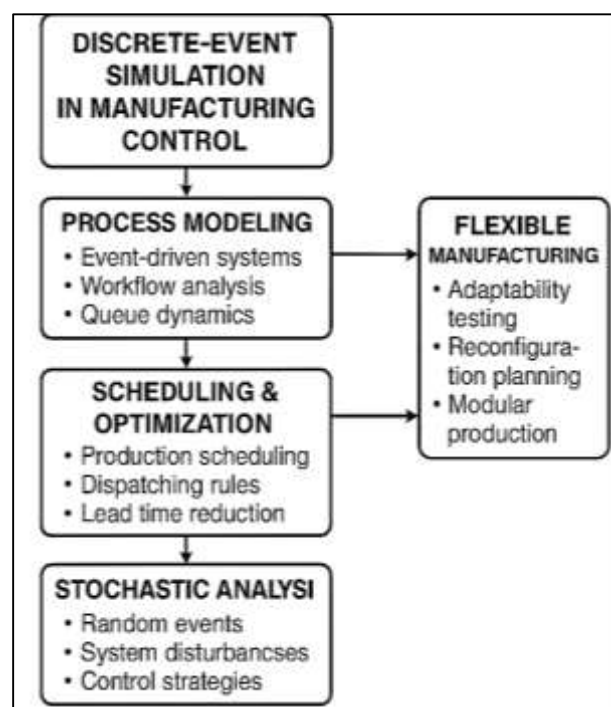 DISCRETE-EVENT
SIMULATION
IN MANUFACTURING
CONTROL
PROCESS MODELING
• Event-driven systems
• Workflow analysis
• Queue dynamics
SCHEDULING &
OPTIMIZATION
• Production scheduling
• Dispatching rules
• Lead time reduction
STOCHASTIC ANALYSI
• Random events
• System disturbancses
• Control strategies
FLEXIBLE
MANUFACTURING
• Adaptability
testing
• Reconfigura-
tion planning
• Modular
production